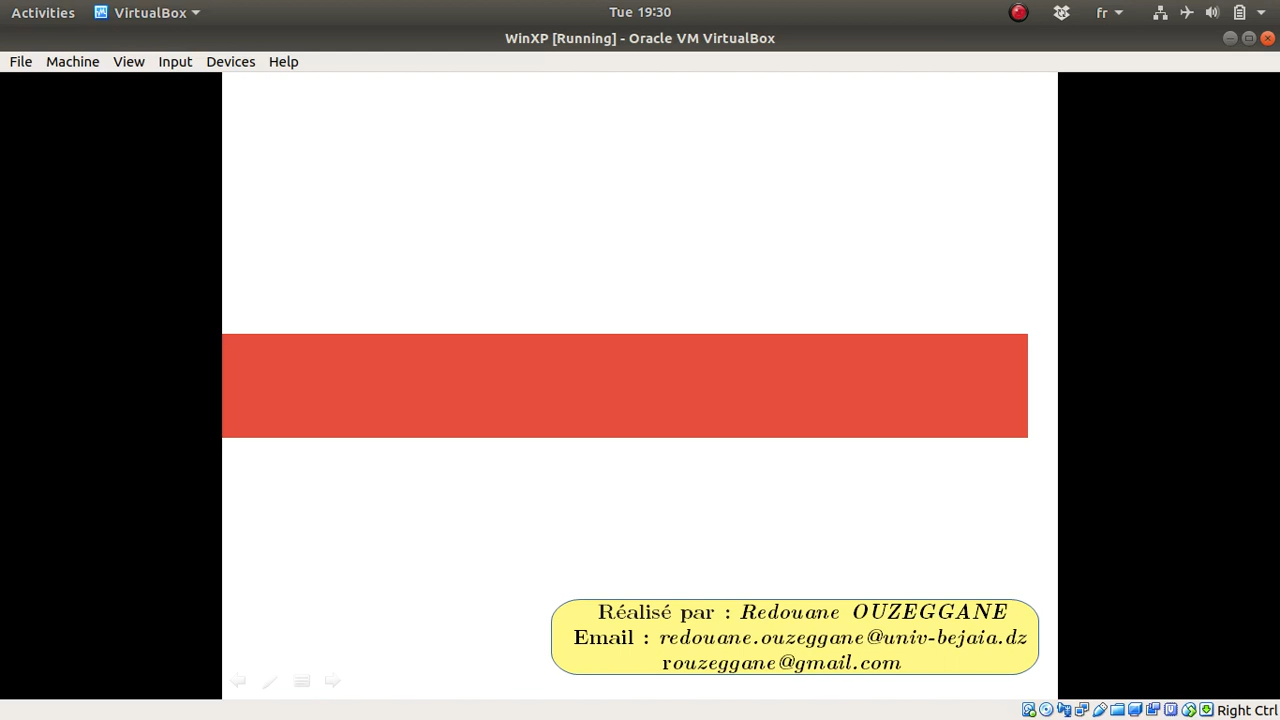 Activities VirtualBox Tue 19:30 fr
WinXP [Running] - Oracle VM VirtualBox
File Machine View Input Devices Help
Réalisé par : Redouane OUZEGGANE
Email : redouane.ouzeggane@univ-bejaia.dz
rouzeggane@gmail.com
Right Ctrl